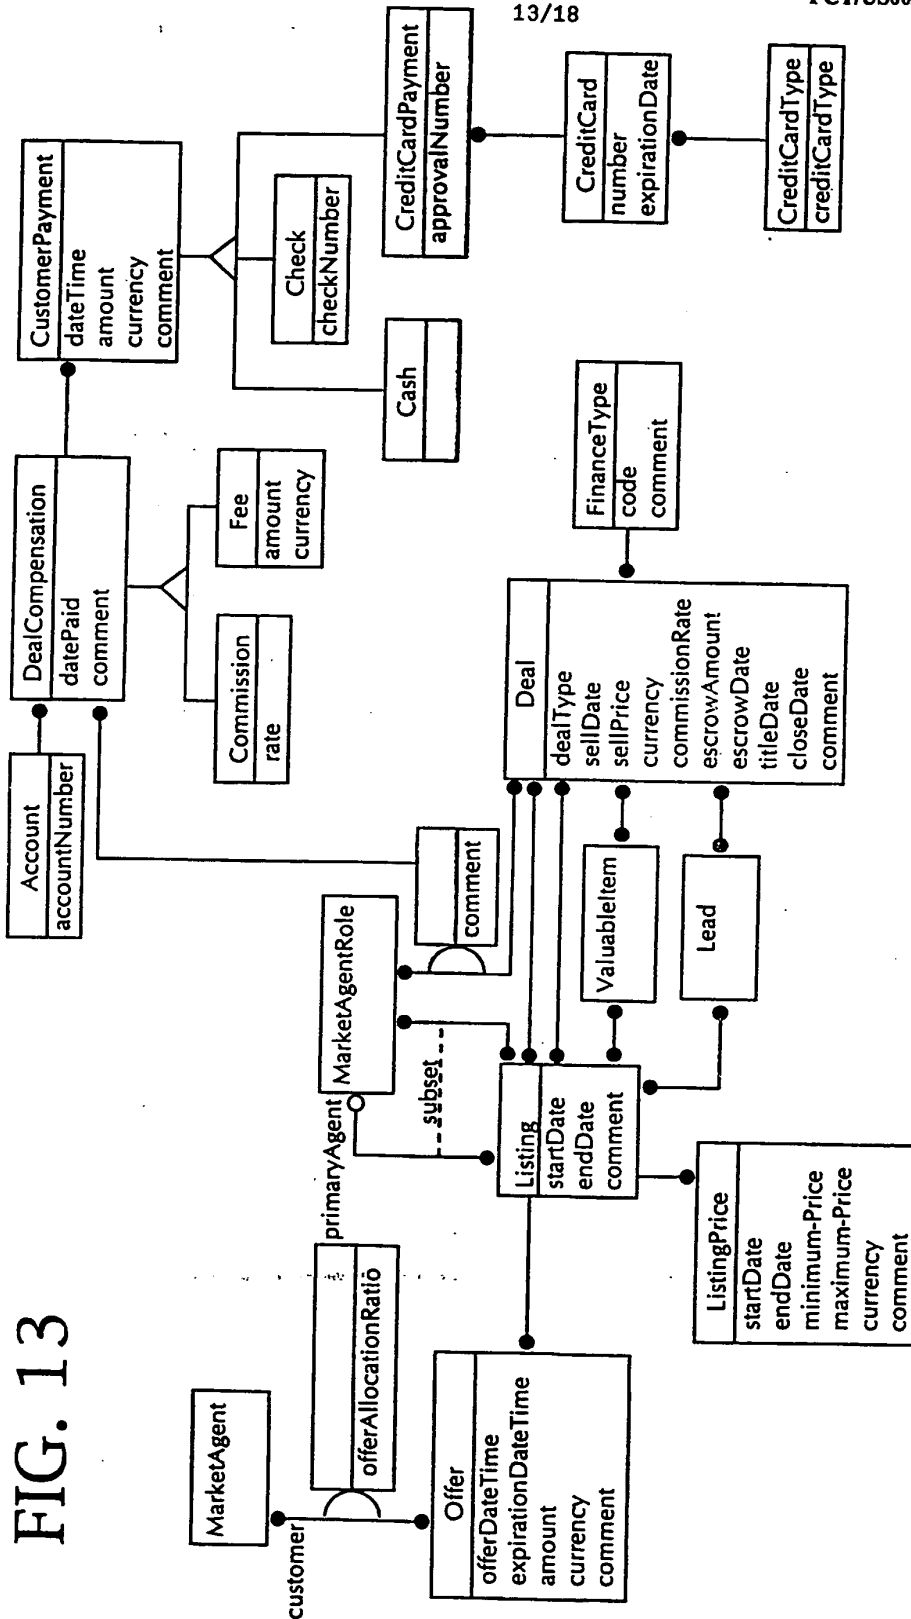 13/18
FIG. 13
MarketAgent
customer
offerAllocationRatio
Offer
offerDateTime
expirationDateTime
amount
currency
comment
primaryAgent
MarketAgentRole
subset
Listing
startDate
endDate
comment
ListingPrice
startDate
endDate
minimum-Price
maximum-Price
currency
comment
comment
ValuableItem
Lead
Account
accountNumber
DealCompensation
datePaid
comment
Commission
rate
Fee
amount
currency
Deal
dealType
sellDate
sellPrice
currency
commissionRate
escrowAmount
escrowDate
titleDate
closeDate
comment
FinanceType
code
comment
CustomerPayment
dateTime
amount
currency
comment
Cash
Check
checkNumber
CreditCardPayment
approvalNumber
CreditCard
number
expirationDate
CreditCardType
creditCardType